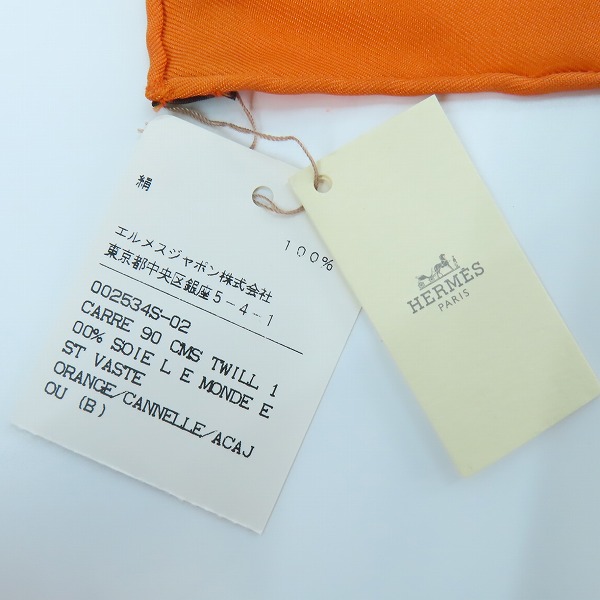 絹
100%
エルメスジャポン株式会社
東京都中央区銀座5-4-1
002534S-02
CARRE 90 CMS TWILL 1
00% SOIE L E MONDE E
ST VASTE
ORANGE/CANNELLE/ACAJ
OU (B)
HERMÈS
PARIS